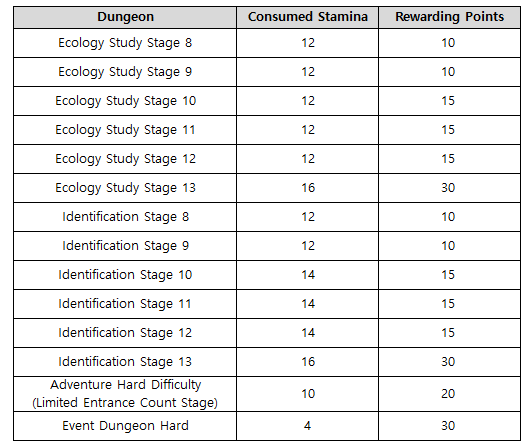 Dungeon Consumed Stamina Rewarding Points
Ecology Study Stage 8 12 10
Ecology Study Stage 9 12 10
Ecology Study Stage 10 12 15
Ecology Study Stage 11 12 15
Ecology Study Stage 12 12 15
Ecology Study Stage 13 16 30
Identification Stage 8 12 10
Identification Stage 9 12 10
Identification Stage 10 14 15
Identification Stage 11 14 15
Identification Stage 12 14 15
Identification Stage 13 16 30
Adventure Hard Difficulty
(Limited Entrance Count Stage) 10 20
Event Dungeon Hard 4 30